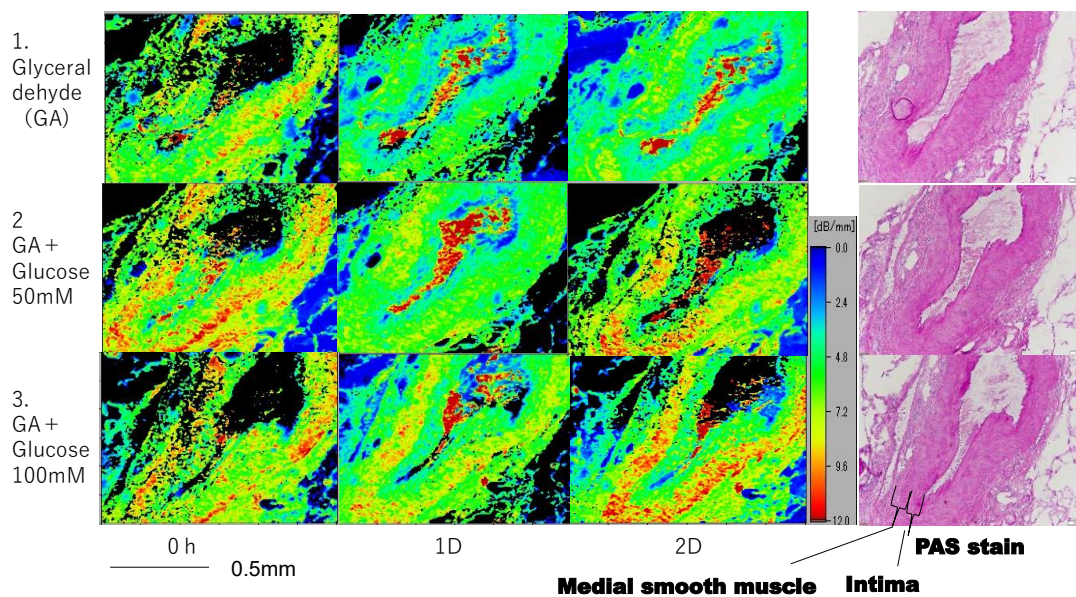 1.
Glyceral
dehyde
(GA)
2
GA+
Glucose
50mM
3.
GA+
Glucose
100mM
[dB/mm]
0.0
2.4
4.8
7.2
9.6
12.0
0h
1D
2D
0.5mm
PAS stain
Medial smooth muscle
Intima